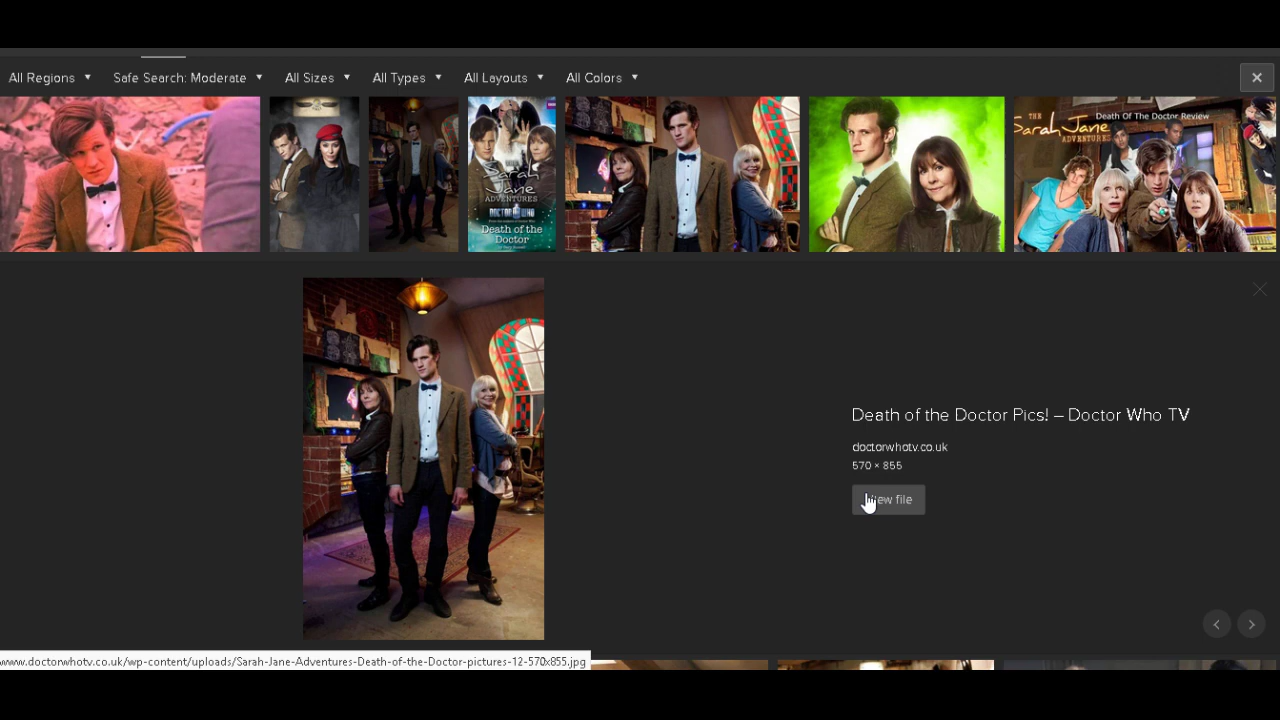 All Regions ▼ Safe Search: Moderate ▼ All Sizes ▼ All Types ▼ All Layouts ▼ All Colors ▼
THE
Sarah Jane
ADVENTURES
DOCTOR WHO
Death of the
Doctor
THE
Sarah Jane
ADVENTURES
Death Of The Doctor Review
Death of the Doctor Pics! – Doctor Who TV
doctorwhotv.co.uk
570 × 855
file
www.doctorwhotv.co.uk/wp-content/uploads/Sarah-Jane-Adventures-Death-of-the-Doctor-pictures-12-570x855.jpg